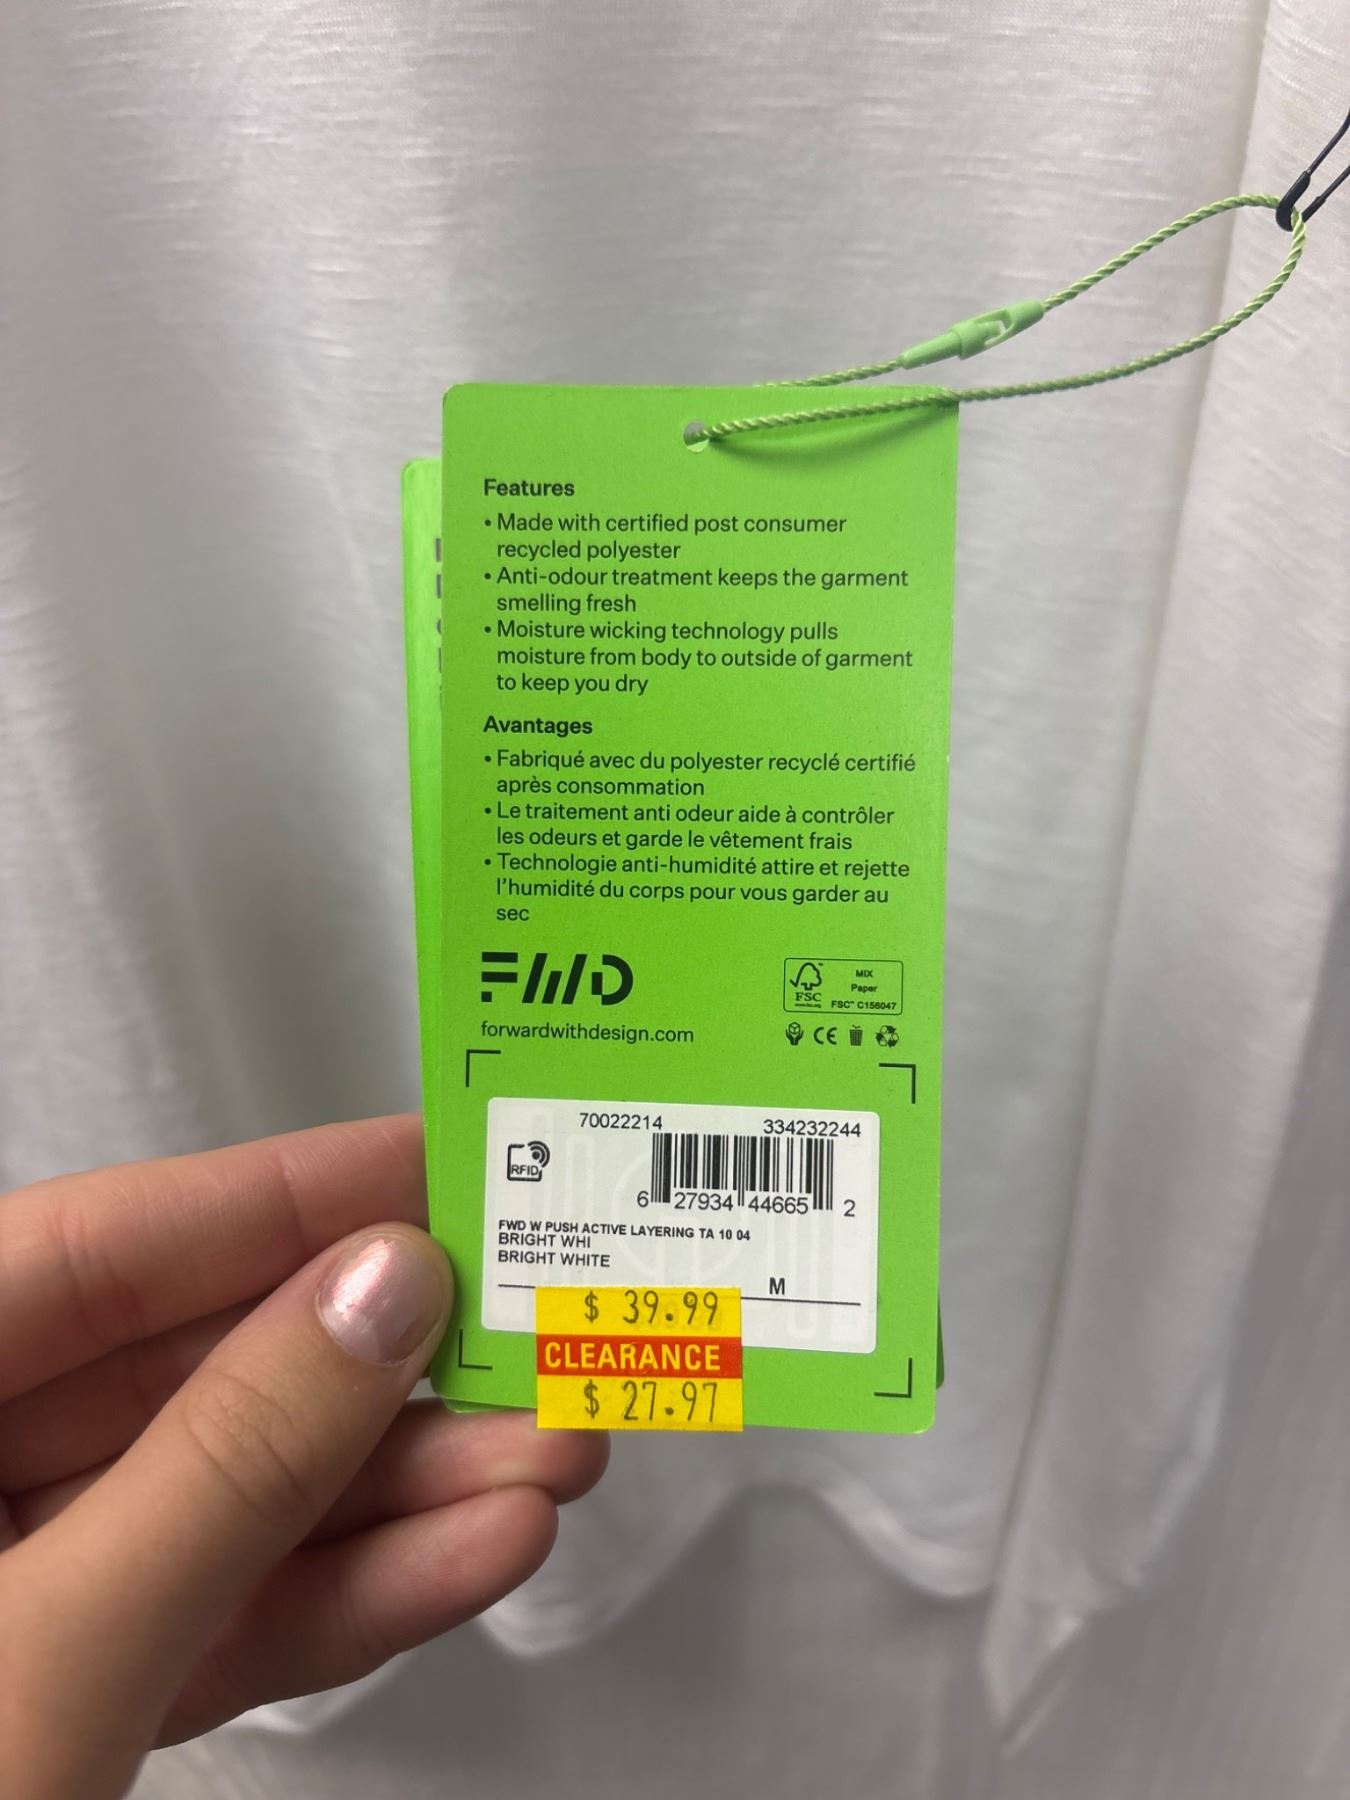 Features
• Made with certified post consumer
recycled polyester
• Anti-odour treatment keeps the garment
smelling fresh
• Moisture wicking technology pulls
moisture from body to outside of garment
to keep you dry
Avantages
• Fabriqué avec du polyester recyclé certifié
après consommation
• Le traitement anti odeur aide à contrôler
les odeurs et garde le vêtement frais
• Technologie anti-humidité attire et rejette
l'humidité du corps pour vous garder au
sec
FWD
FSC
www.fsc.org
MIX
Paper
FSC™ C156047
forwardwithdesign.com
CE
70022214 334232244
RFID
6 27934 44665 2
FWD W PUSH ACTIVE LAYERING TA 10 04
BRIGHT WHI
BRIGHT WHITE
M
$ 39.99
CLEARANCE
$ 27.97